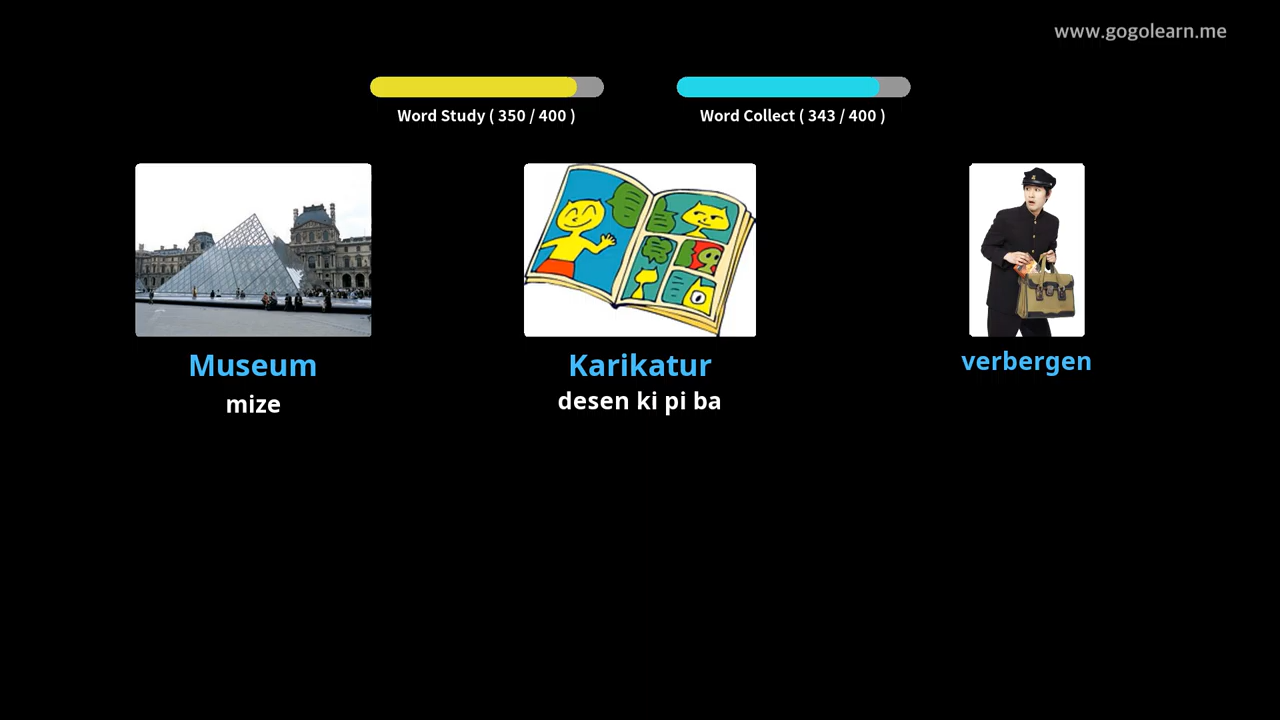 www.gogolearn.me
Word Study ( 350 / 400 )
Word Collect ( 343 / 400 )
Museum
Karikatur
verbergen
mize
desen ki pi ba